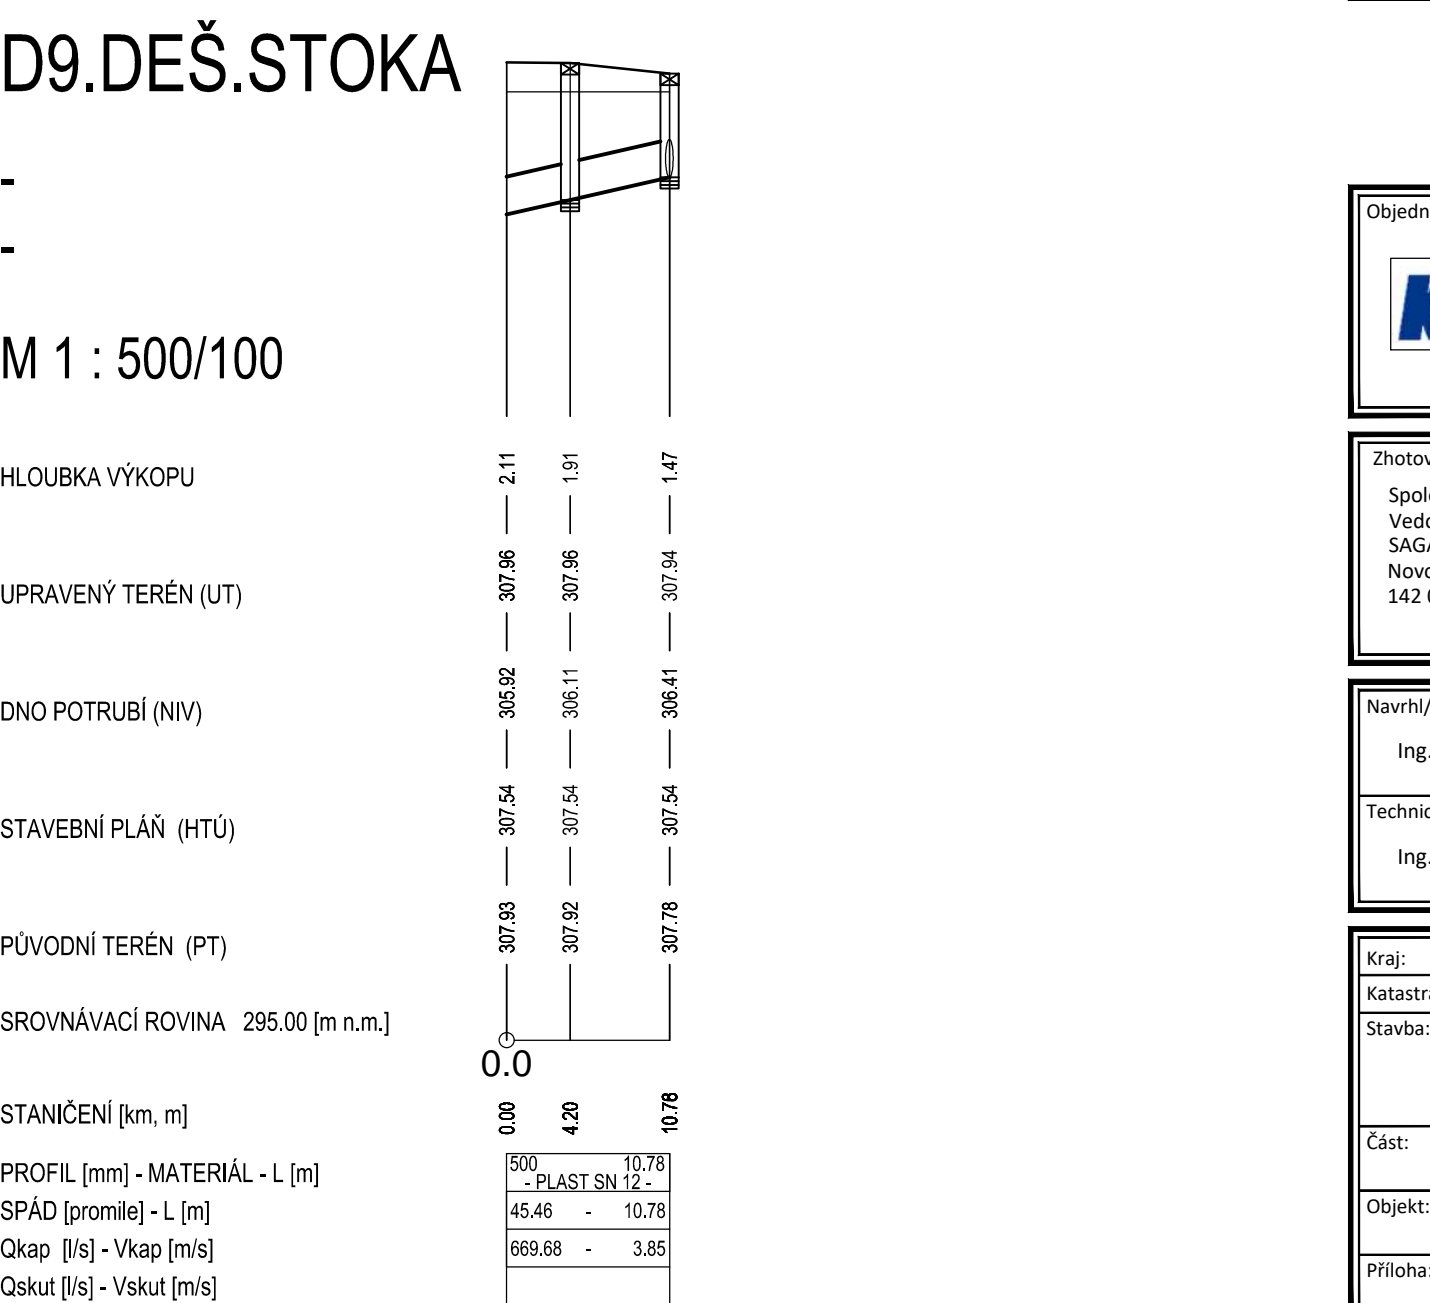 D9.DEŠ.STOKA
-
-
M 1 : 500/100
HLOUBKA VÝKOPU 2.11 1.91 1.47
UPRAVENÝ TERÉN (UT) 307.96 307.96 307.94
DNO POTRUBÍ (NIV) 305.92 306.11 306.41
STAVEBNÍ PLÁŇ (HTÚ) 307.54 307.54 307.54
PŮVODNÍ TERÉN (PT) 307.93 307.92 307.78
SROVNÁVACÍ ROVINA 295.00 [m n.m.]
0.0
STANIČENÍ [km, m] 0.00 4.20 10.78
PROFIL [mm] - MATERIÁL - L [m] 500 10.78
- PLAST SN 12 -
SPÁD [promile] - L [m] 45.46 - 10.78
Qkap [l/s] - Vkap [m/s] 669.68 - 3.85
Qskut [l/s] - Vskut [m/s]
Objedn
Zhotov
Spol
Vedo
SAGA
Novo
142 0
Navrhl/
Ing.
Technic
Ing.
Kraj:
Katastra
Stavba:
Část:
Objekt:
Příloha: